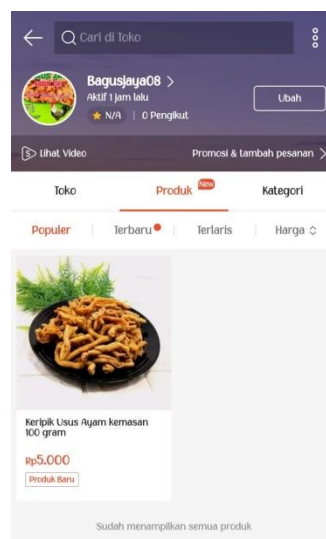 Cari di Toko
Bagusjaya08 >
Aktif 1 jam lalu
N/A | 0 Pengikut
Ubah
Lihat Video
Promosi & tambah pesanan >
Toko
Produk
New
Kategori
Populer
Terbaru
Terlaris
Harga
Keripik Usus Ayam kemasan
100 gram
Rp5.000
Produk Baru
Sudah menampilkan semua produk